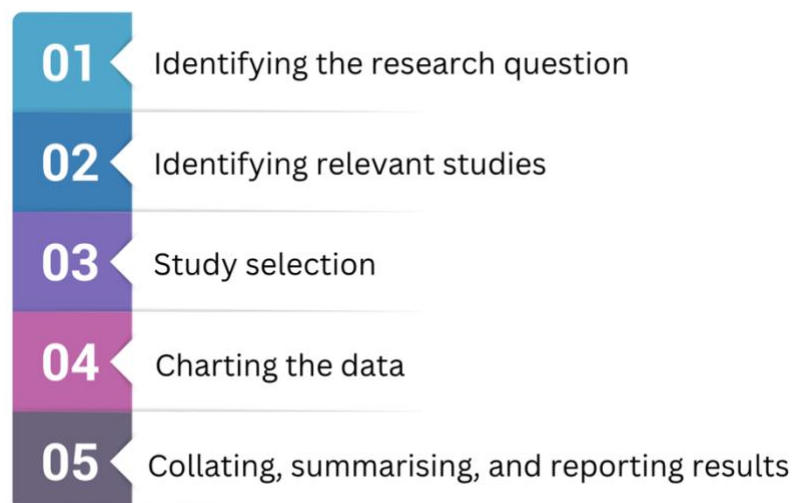 01 Identifying the research question
02 Identifying relevant studies
03 Study selection
04 Charting the data
05 Collating, summarising, and reporting results